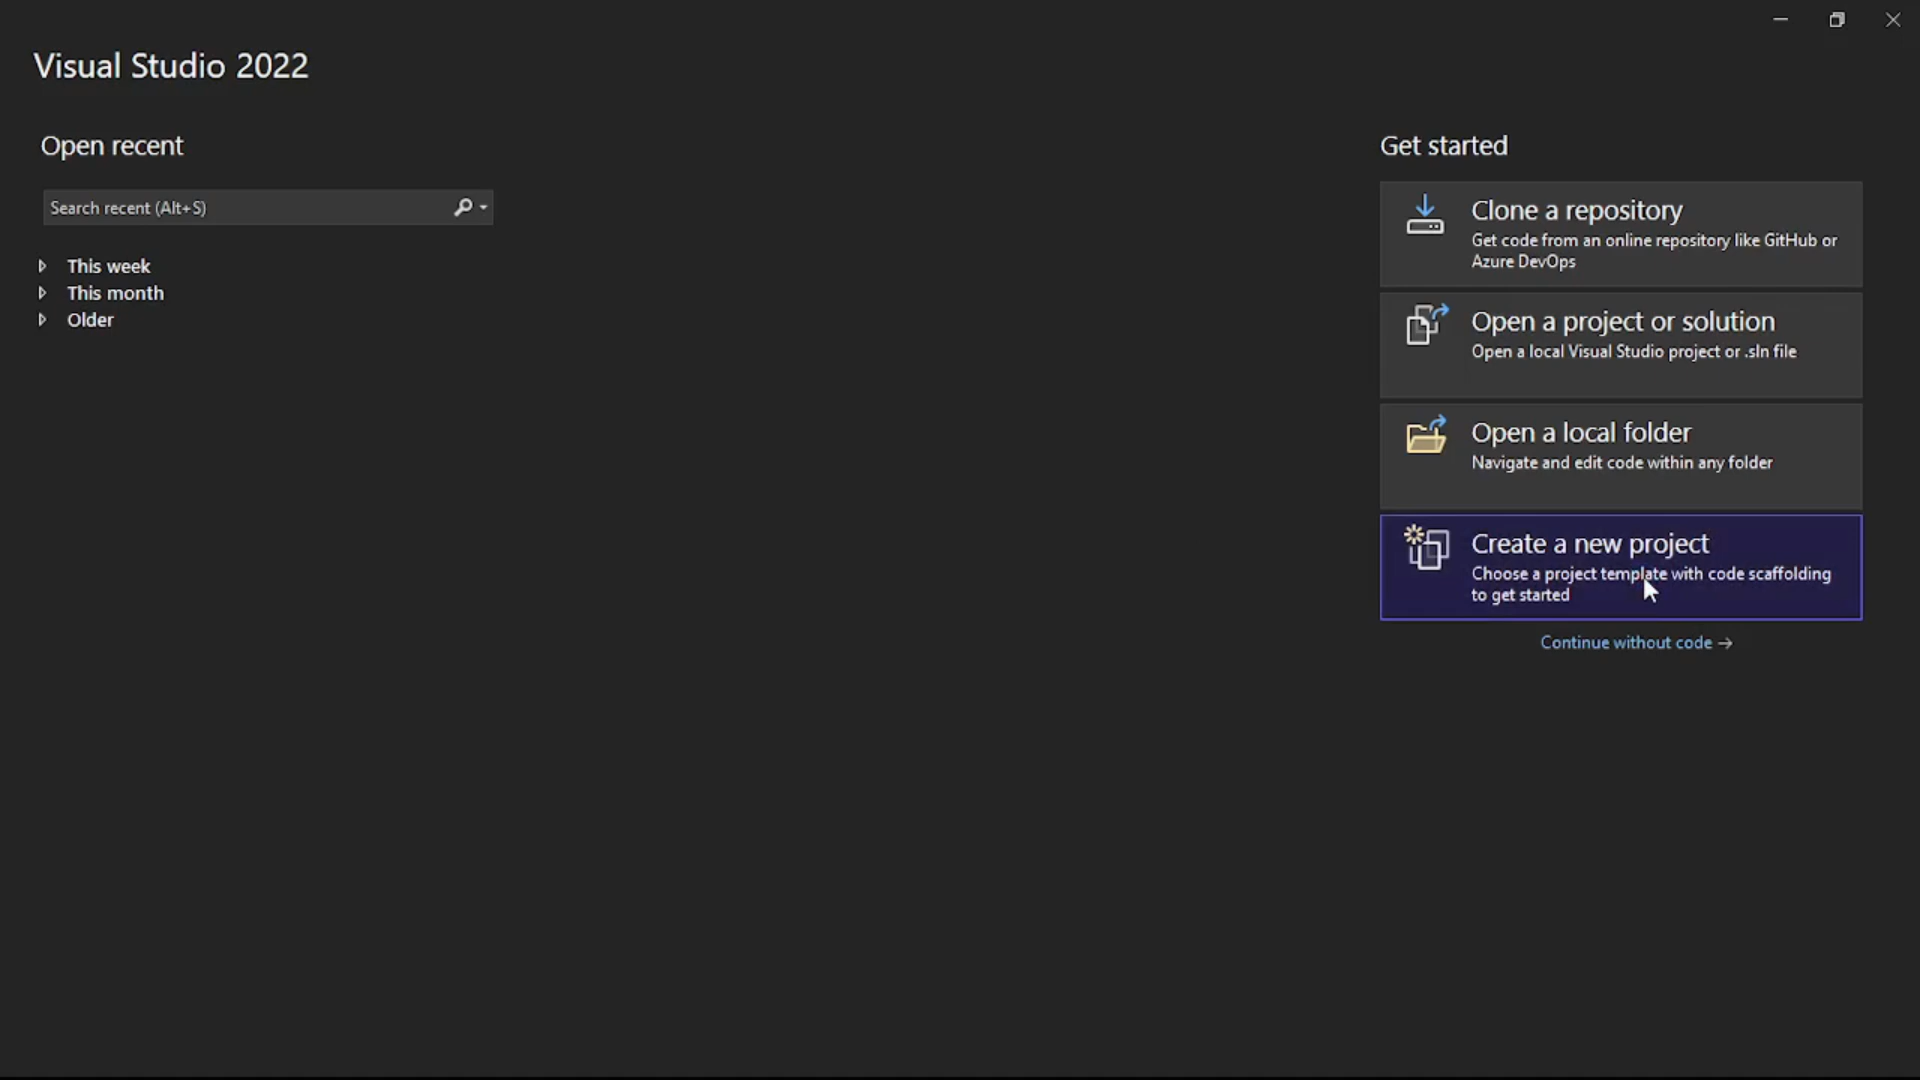 Visual Studio 2022
Open recent
Search recent (Alt+S)
This week
This month
Older
Get started
Clone a repository
Get code from an online repository like GitHub or
Azure DevOps
Open a project or solution
Open a local Visual Studio project or .sln file
Open a local folder
Navigate and edit code within any folder
Create a new project
Choose a project template with code scaffolding
to get started
Continue without code →